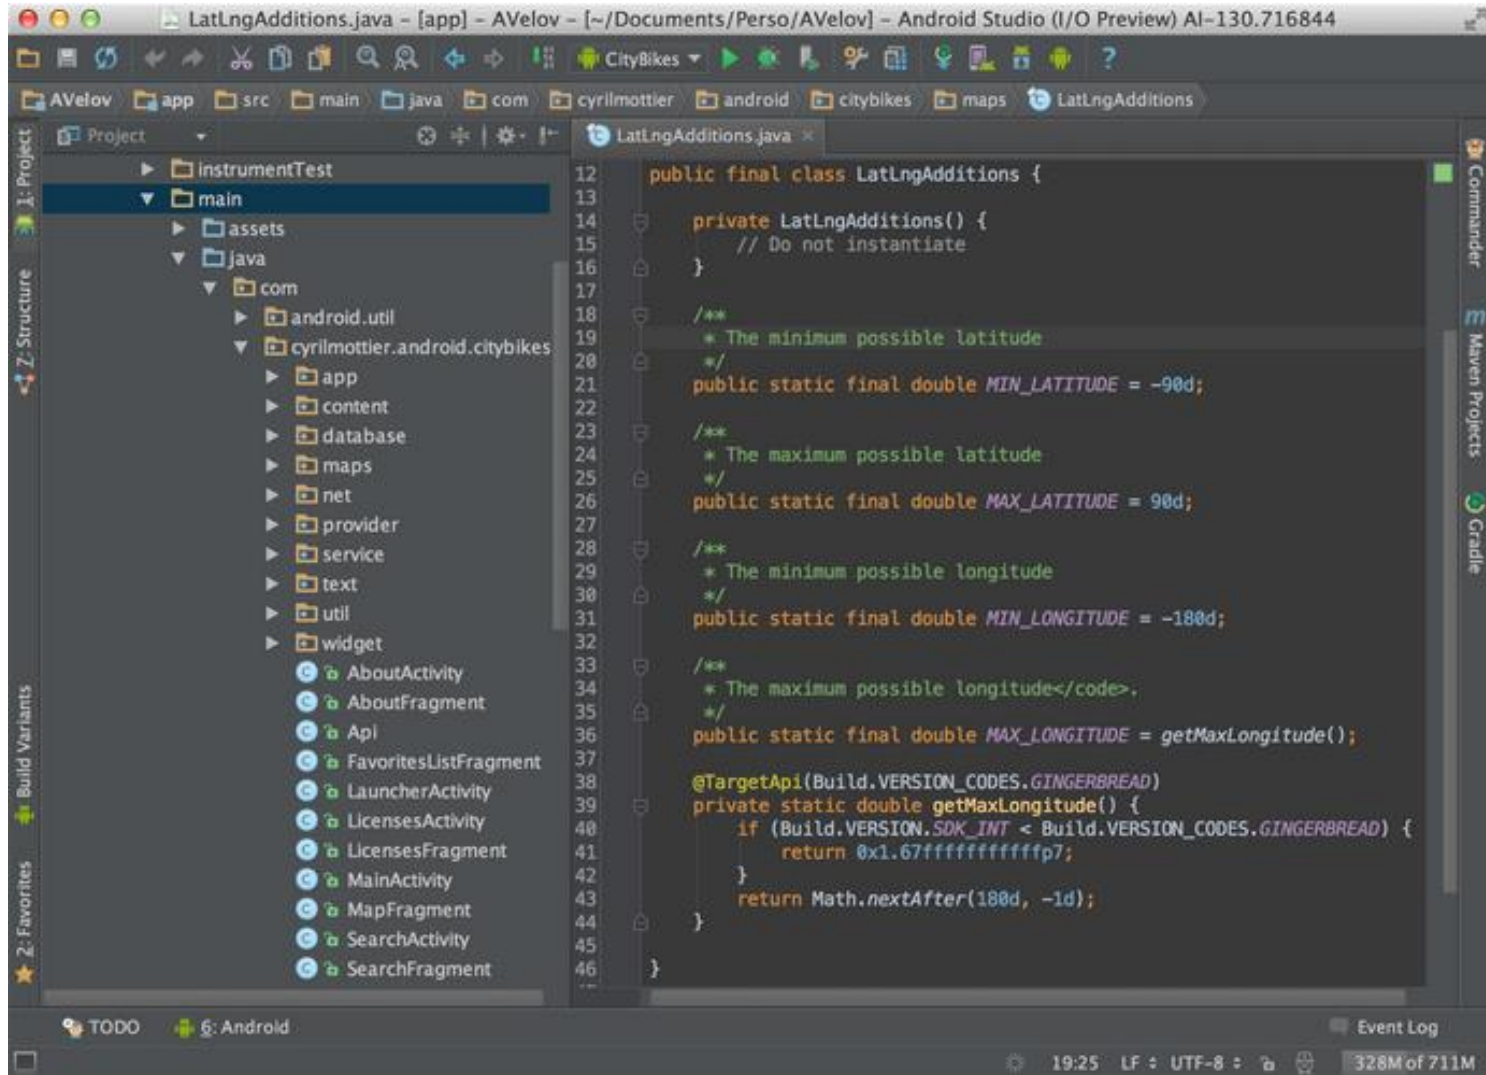 LatLngAdditions.java – [app] – AVelov – [~/Documents/Perso/AVelov] – Android Studio (I/O Preview) AI–130.716844
CityBikes
?
AVelov app src main java com cyrilmottier android citybikes maps LatLngAdditions
Project
LatLngAdditions.java
1: Project
Z: Structure
Build Variants
2: Favorites
instrumentTest
main
assets
java
com
android.util
cyrilmottier.android.citybikes
app
content
database
maps
net
provider
service
text
util
widget
AboutActivity
AboutFragment
Api
FavoritesListFragment
LauncherActivity
LicensesActivity
LicensesFragment
MainActivity
MapFragment
SearchActivity
SearchFragment
12 public final class LatLngAdditions {
13
14 private LatLngAdditions() {
15 // Do not instantiate
16 }
17
18 /**
19 * The minimum possible latitude
20 */
21 public static final double MIN_LATITUDE = -90d;
22
23 /**
24 * The maximum possible latitude
25 */
26 public static final double MAX_LATITUDE = 90d;
27
28 /**
29 * The minimum possible longitude
30 */
31 public static final double MIN_LONGITUDE = -180d;
32
33 /**
34 * The maximum possible longitude</code>.
35 */
36 public static final double MAX_LONGITUDE = getMaxLongitude();
37
38 @TargetApi(Build.VERSION_CODES.GINGERBREAD)
39 private static double getMaxLongitude() {
40 if (Build.VERSION.SDK_INT < Build.VERSION_CODES.GINGERBREAD) {
41 return 0x1.67fffffffffffp7;
42 }
43 return Math.nextAfter(180d, -1d);
44 }
45
46 }
Commander
m Maven Projects
Gradle
TODO 6: Android Event Log
19:25 LF UTF-8 328M of 711M